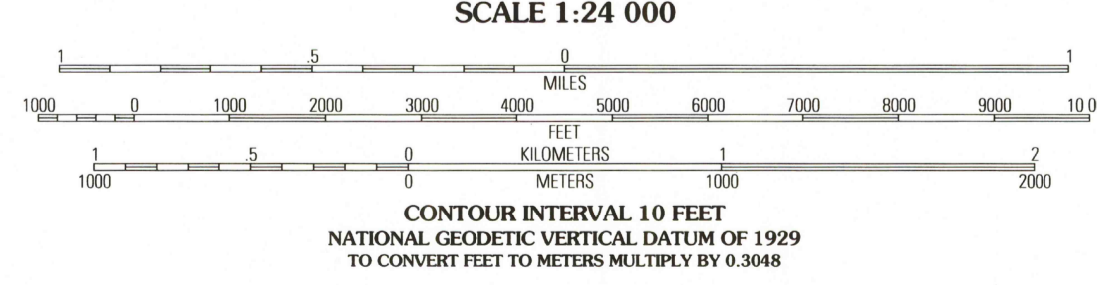 SCALE 1:24 000
1 .5 0 1
MILES
1000 0 1000 2000 3000 4000 5000 6000 7000 8000 9000 10 0
FEET
1 .5 0 KILOMETERS 1 2
1000 0 METERS 1000 2000
CONTOUR INTERVAL 10 FEET
NATIONAL GEODETIC VERTICAL DATUM OF 1929
TO CONVERT FEET TO METERS MULTIPLY BY 0.3048